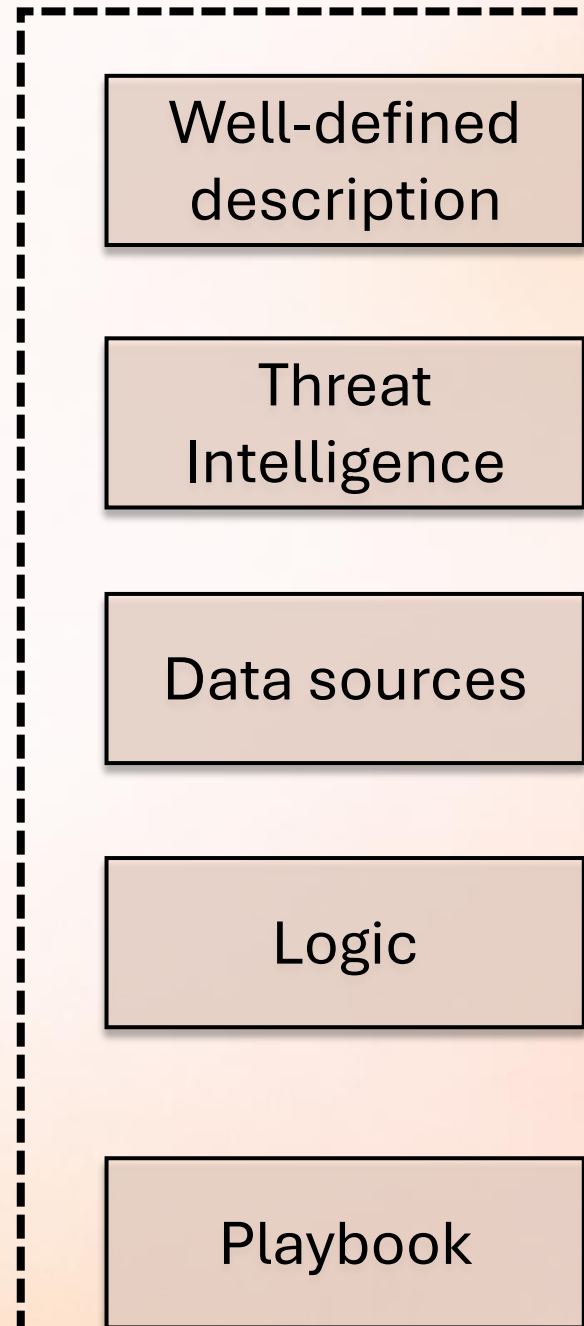 Well-defined
description
Threat
Intelligence
Data sources
Logic
Playbook